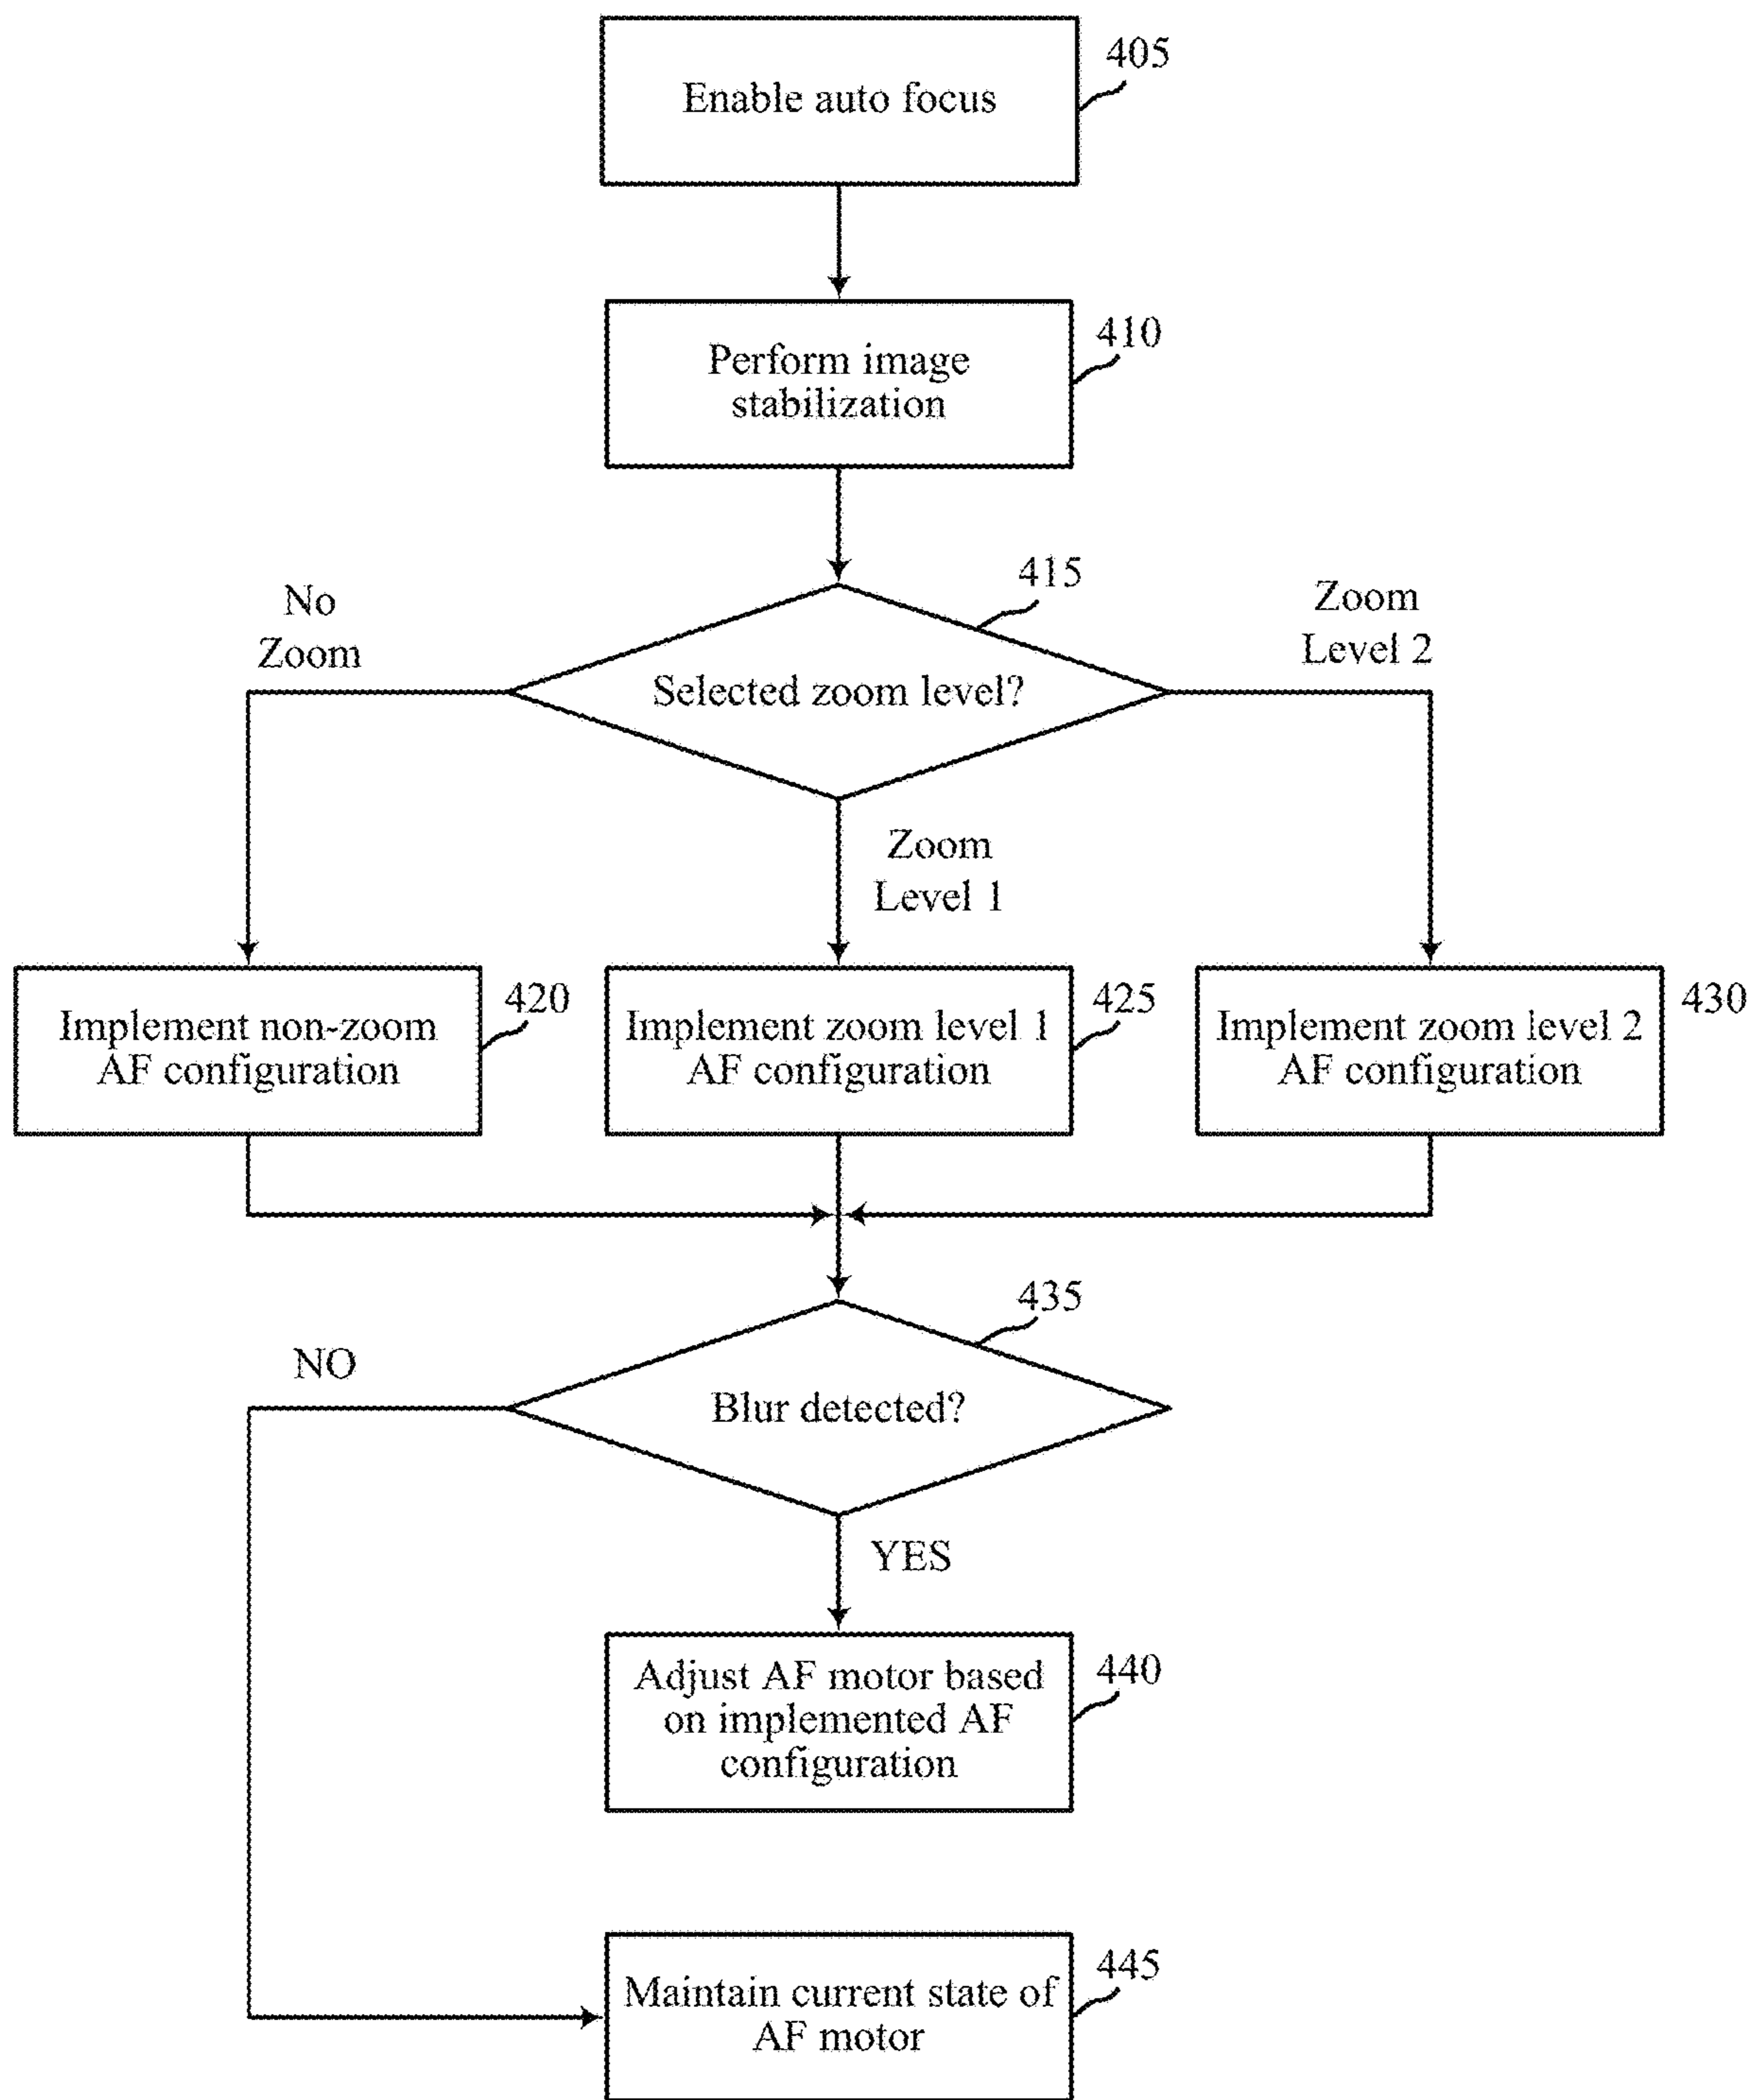 Enable auto focus
405
Perform image
stabilization
410
415
No
Zoom
Zoom
Level 2
Selected zoom level?
Zoom
Level 1
Implement non-zoom
AF configuration
420
Implement zoom level 1
AF configuration
425
Implement zoom level 2
AF configuration
430
435
NO
Blur detected?
YES
Adjust AF motor based
on implemented AF
configuration
440
Maintain current state of
AF motor
445